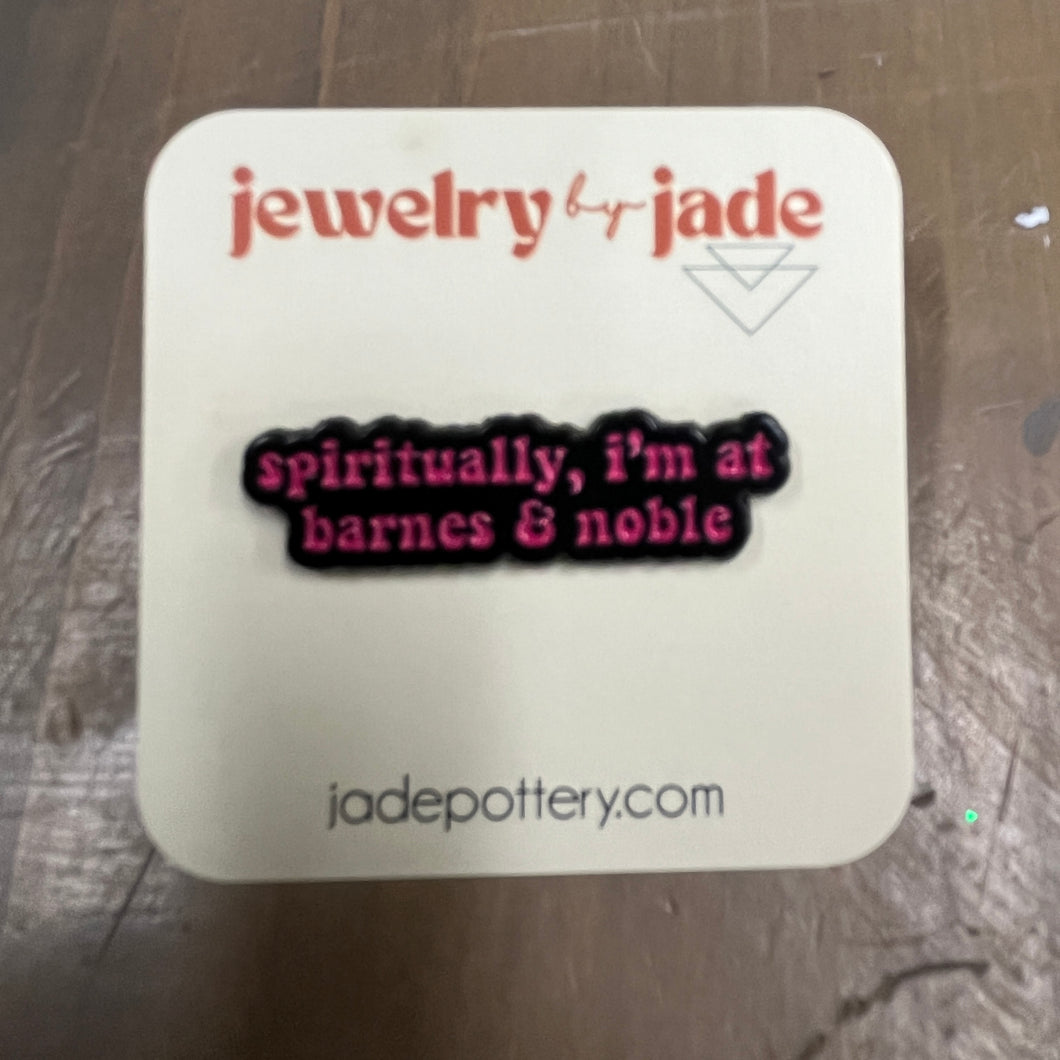 jewelry by jade
spiritually, i'm at
barnes & noble
jadepottery.com